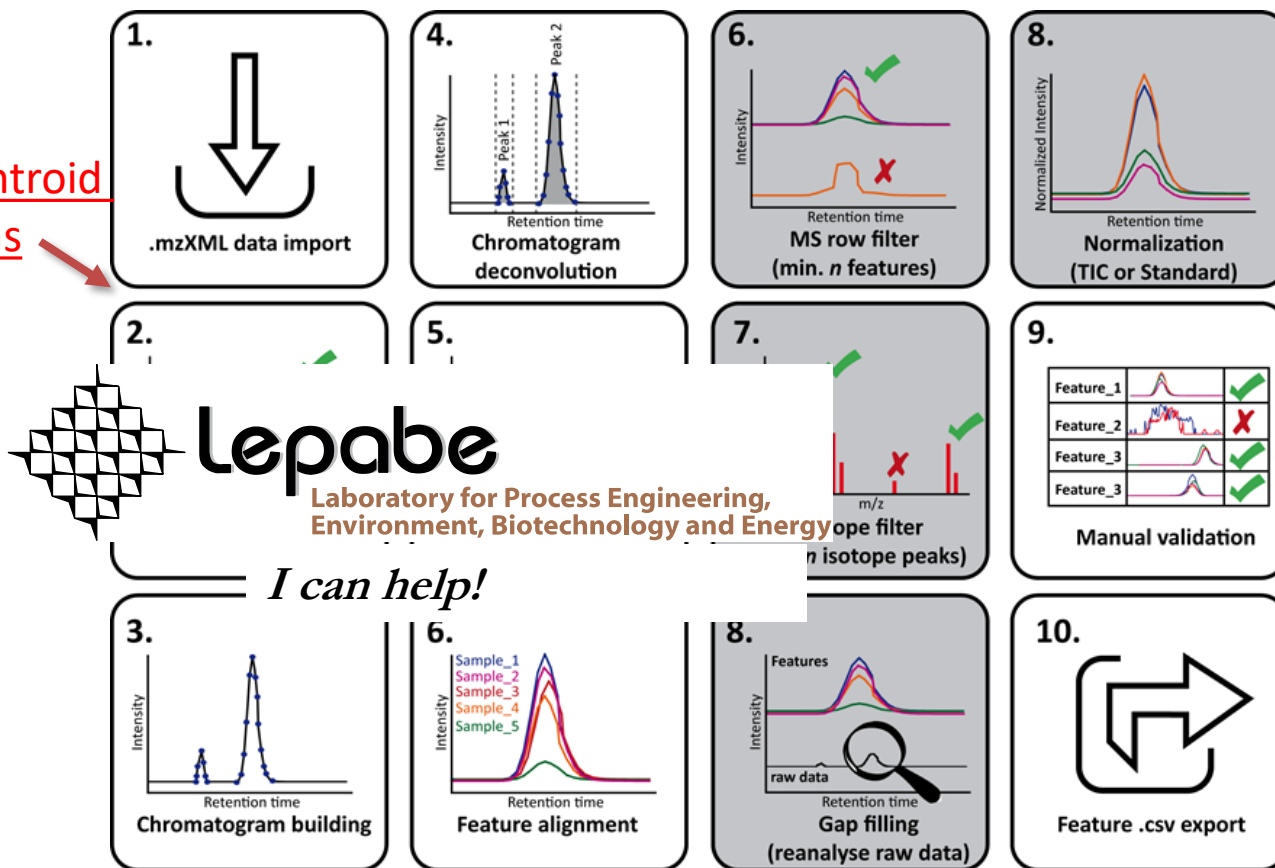 1.
.mzXML data import
4.
Intensity
Peak 1
Peak 2
Retention time
Chromatogram
deconvolution
6.
Intensity
Retention time
MS row filter
(min. n features)
8.
Normalized Intensity
Retention time
Normalization
(TIC or Standard)
2.
5.
7.
m/z
filter
isotope peaks)
9.
Feature_1
Feature_2
Feature_3
Feature_3
Manual validation
Lepabe
Laboratory for Process Engineering,
Environment, Biotechnology and Energy
I can help!
3.
Intensity
Retention time
Chromatogram building
6.
Sample_1
Sample_2
Sample_3
Sample_4
Sample_5
Intensity
Retention time
Feature alignment
8.
Features
Intensity
raw data
Retention time
Gap filling
(reanalyse raw data)
10.
Feature .csv export